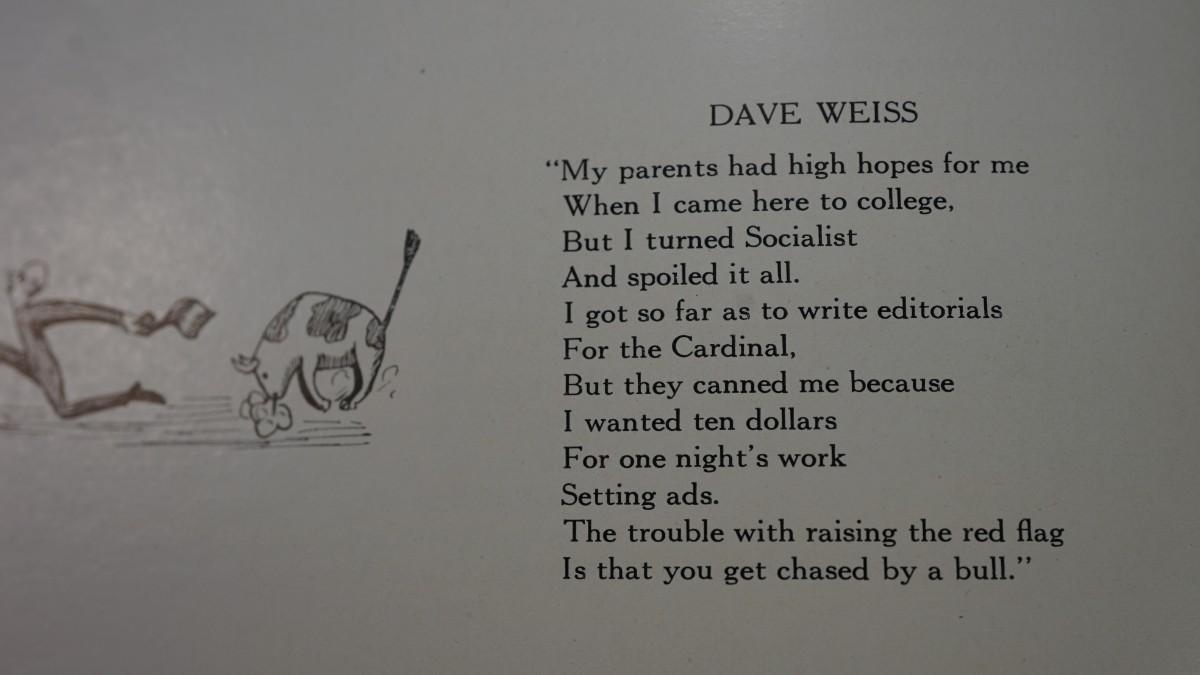 DAVE WEISS
“My parents had high hopes for me
When I came here to college,
But I turned Socialist
And spoiled it all.
I got so far as to write editorials
For the Cardinal,
But they canned me because
I wanted ten dollars
For one night’s work
Setting ads.
The trouble with raising the red flag
Is that you get chased by a bull.”